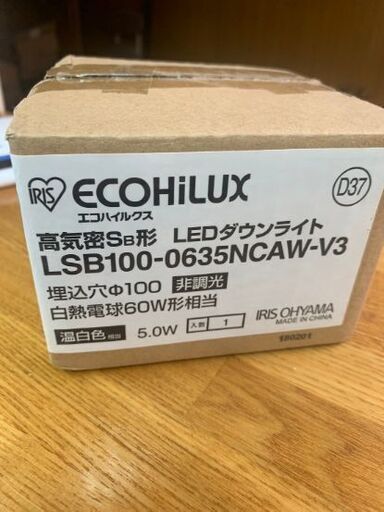 IRIS ECOHiLUX
エコハイルクス
D37
高気密SB形 LEDダウンライト
LSB100-0635NCAW-V3
埋込穴Φ100 非調光
白熱電球60W形相当
温白色相当 5.0W 入数 1
IRIS OHYAMA
MADE IN CHINA
180201